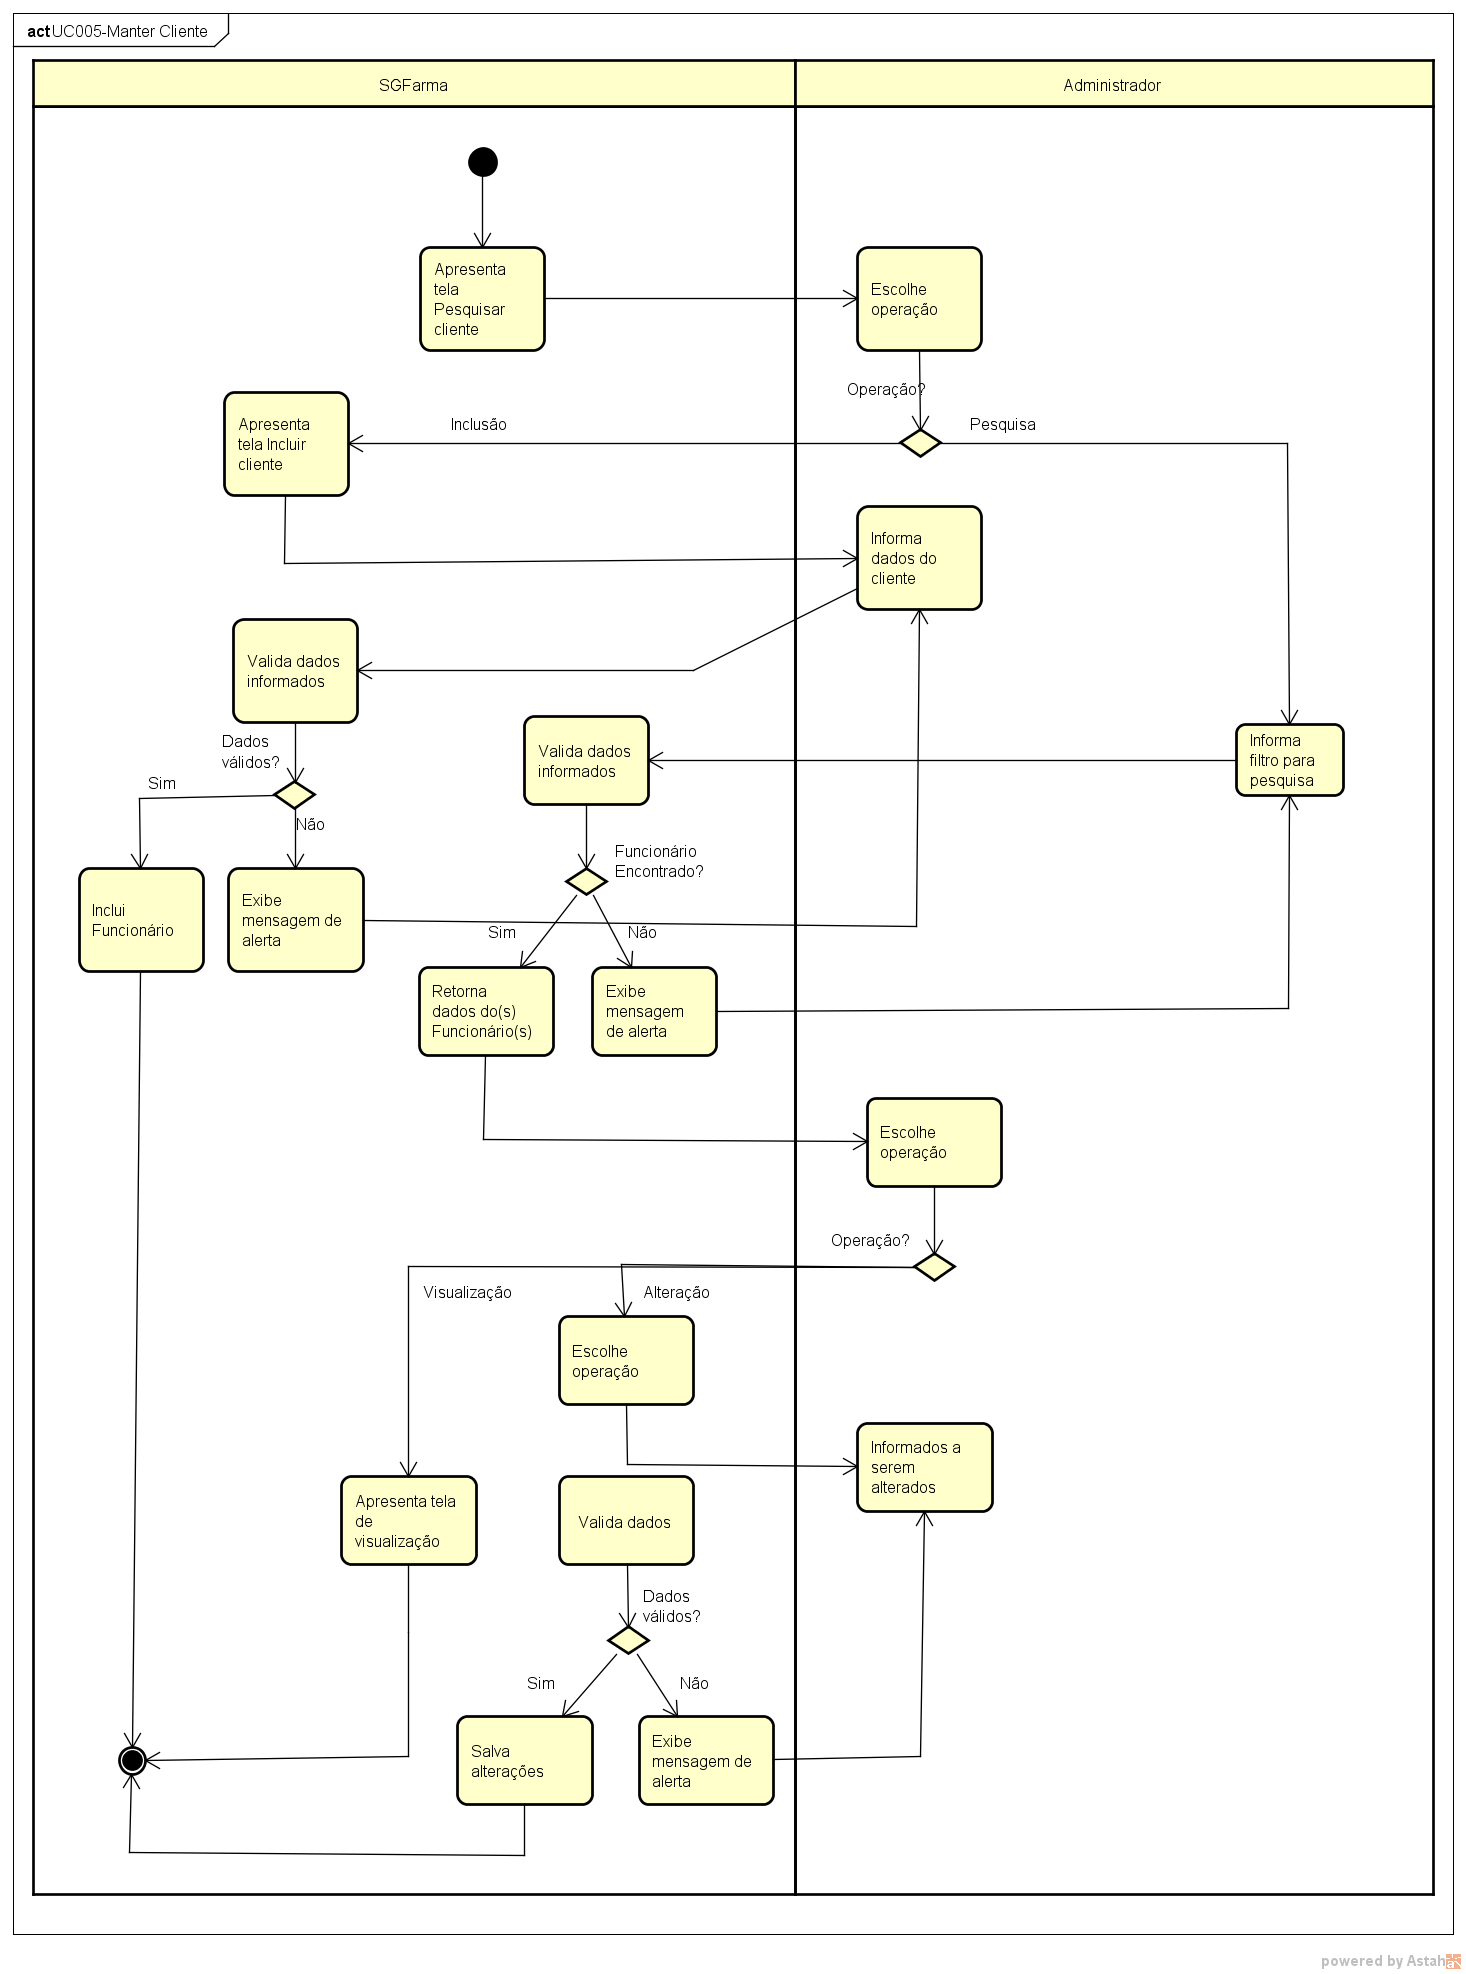 act UC005-Manter Cliente
SGFarma
Administrador
Apresenta
tela
Pesquisar
cliente
Escolhe
operação
Operação?
Inclusão
Pesquisa
Apresenta
tela Incluir
cliente
Informa
dados do
cliente
Valida dados
informados
Dados
válidos?
Sim
Não
Valida dados
informados
Informa
filtro para
pesquisa
Funcionário
Encontrado?
Inclui
Funcionário
Exibe
mensagem de
alerta
Sim
Não
Retorna
dados do(s)
Funcionário(s)
Exibe
mensagem
de alerta
Escolhe
operação
Operação?
Visualização
Alteração
Escolhe
operação
Informados a
serem
alterados
Apresenta tela
de
visualização
Valida dados
Dados
válidos?
Sim
Não
Salva
alterações
Exibe
mensagem de
alerta
powered by Astah